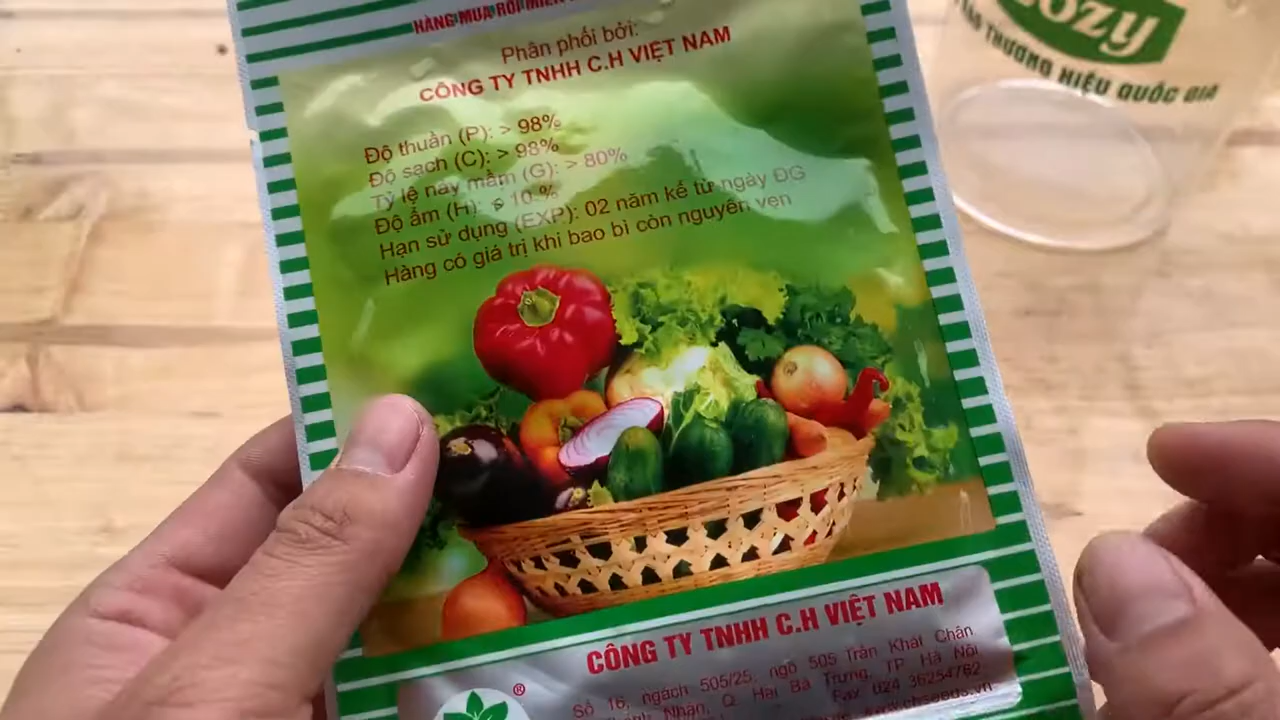 HÀNG MUA RỒI MIỄN
Phân phối bởi:
CÔNG TY TNHH C.H VIỆT NAM
Độ thuần (P): > 98%
Độ sạch (C): > 98%
Tỷ lệ nảy mầm (G): > 80%
Độ ẩm (H): ≤ 10 %
Hạn sử dụng (EXP): 02 năm kể từ ngày ĐG
Hàng có giá trị khi bao bì còn nguyên vẹn
CÔNG TY TNHH C.H VIỆT NAM
Số 16, ngách 505/25, ngõ 505 Trần Khát Chân
Nhàn, Q. Hai Bà Trưng, TP Hà Nội
Fax: 024 36254762
®
ozy
THƯƠNG HIỆU QUỐC GIA